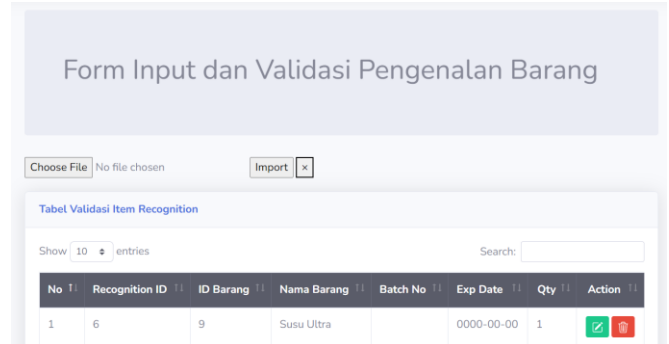 Form Input dan Validasi Pengenalan Barang
Choose File No file chosen Import ×
Tabel Validasi Item Recognition
Show 10 entries Search:
No Recognition ID ID Barang Nama Barang Batch No Exp Date Qty Action
1 6 9 Susu Ultra 0000-00-00 1